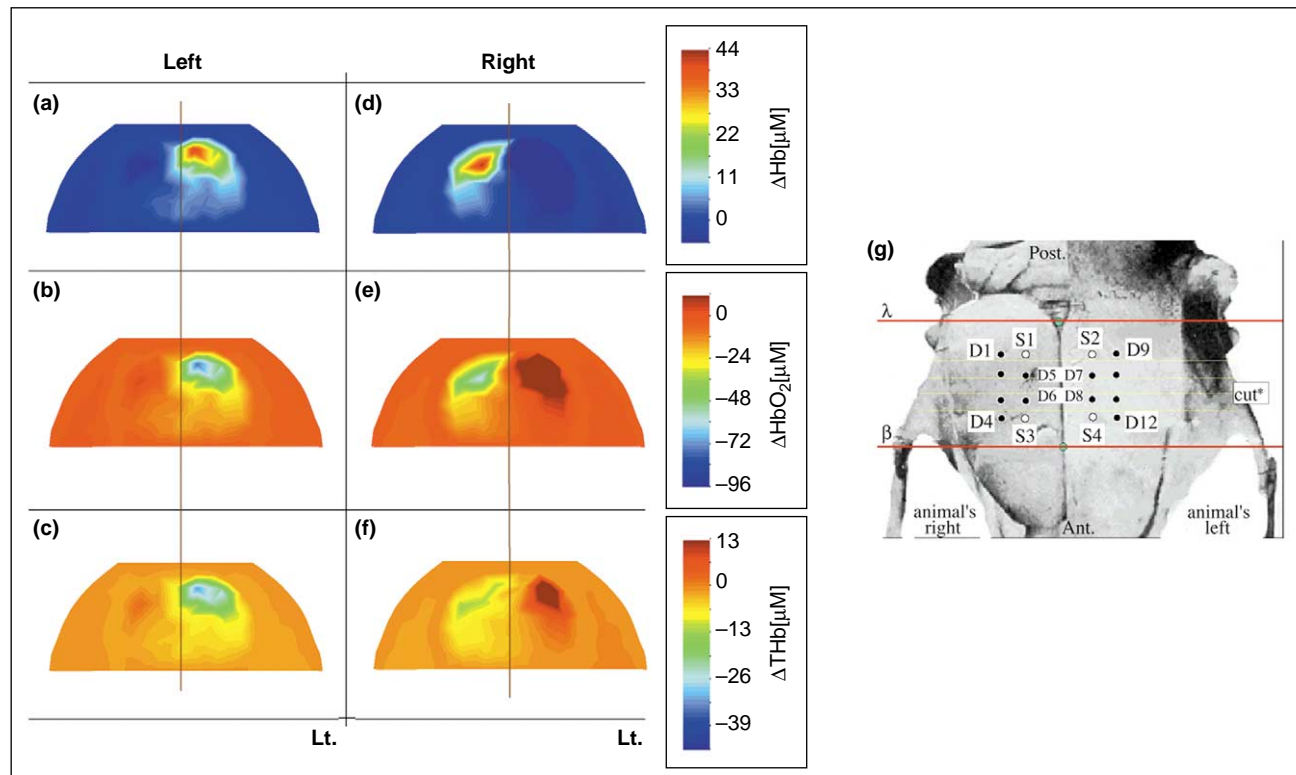 Left
Right
(a)
(d)
44
33
22
11
0
ΔHb[μM]
(b)
(e)
0
−24
−48
−72
−96
ΔHbO2[μM]
(c)
(f)
13
0
−13
−26
−39
ΔTHb[μM]
Lt.
Lt.
(g)
Post.
λ
D1
S1
S2
D9
D5
D7
D6
D8
cut*
D4
S3
S4
D12
β
animal's
right
Ant.
animal's
left